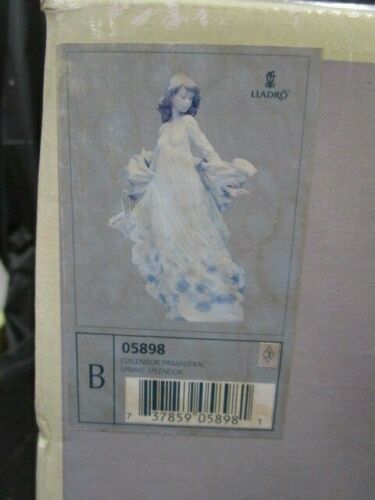 LLADRÓ
05898
ESPLENDOR PRIMAVERAL
SPRING SPLENDOR
3
B
7 37859 05898 1